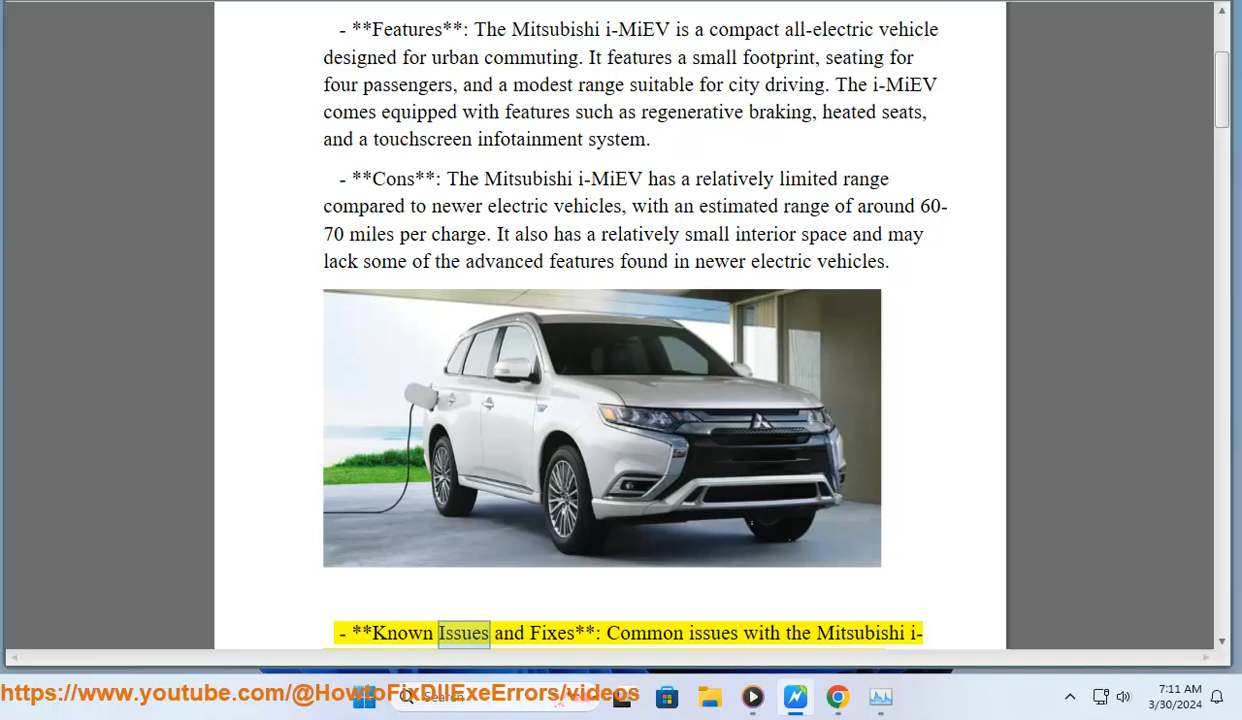 - **Features**: The Mitsubishi i-MiEV is a compact all-electric vehicle
designed for urban commuting. It features a small footprint, seating for
four passengers, and a modest range suitable for city driving. The i-MiEV
comes equipped with features such as regenerative braking, heated seats,
and a touchscreen infotainment system.
- **Cons**: The Mitsubishi i-MiEV has a relatively limited range
compared to newer electric vehicles, with an estimated range of around 60-
70 miles per charge. It also has a relatively small interior space and may
lack some of the advanced features found in newer electric vehicles.
- **Known Issues and Fixes**: Common issues with the Mitsubishi i-
https://www.youtube.com/@HowtoFixDllExeErrors/videos
Search
7:11 AM
3/30/2024